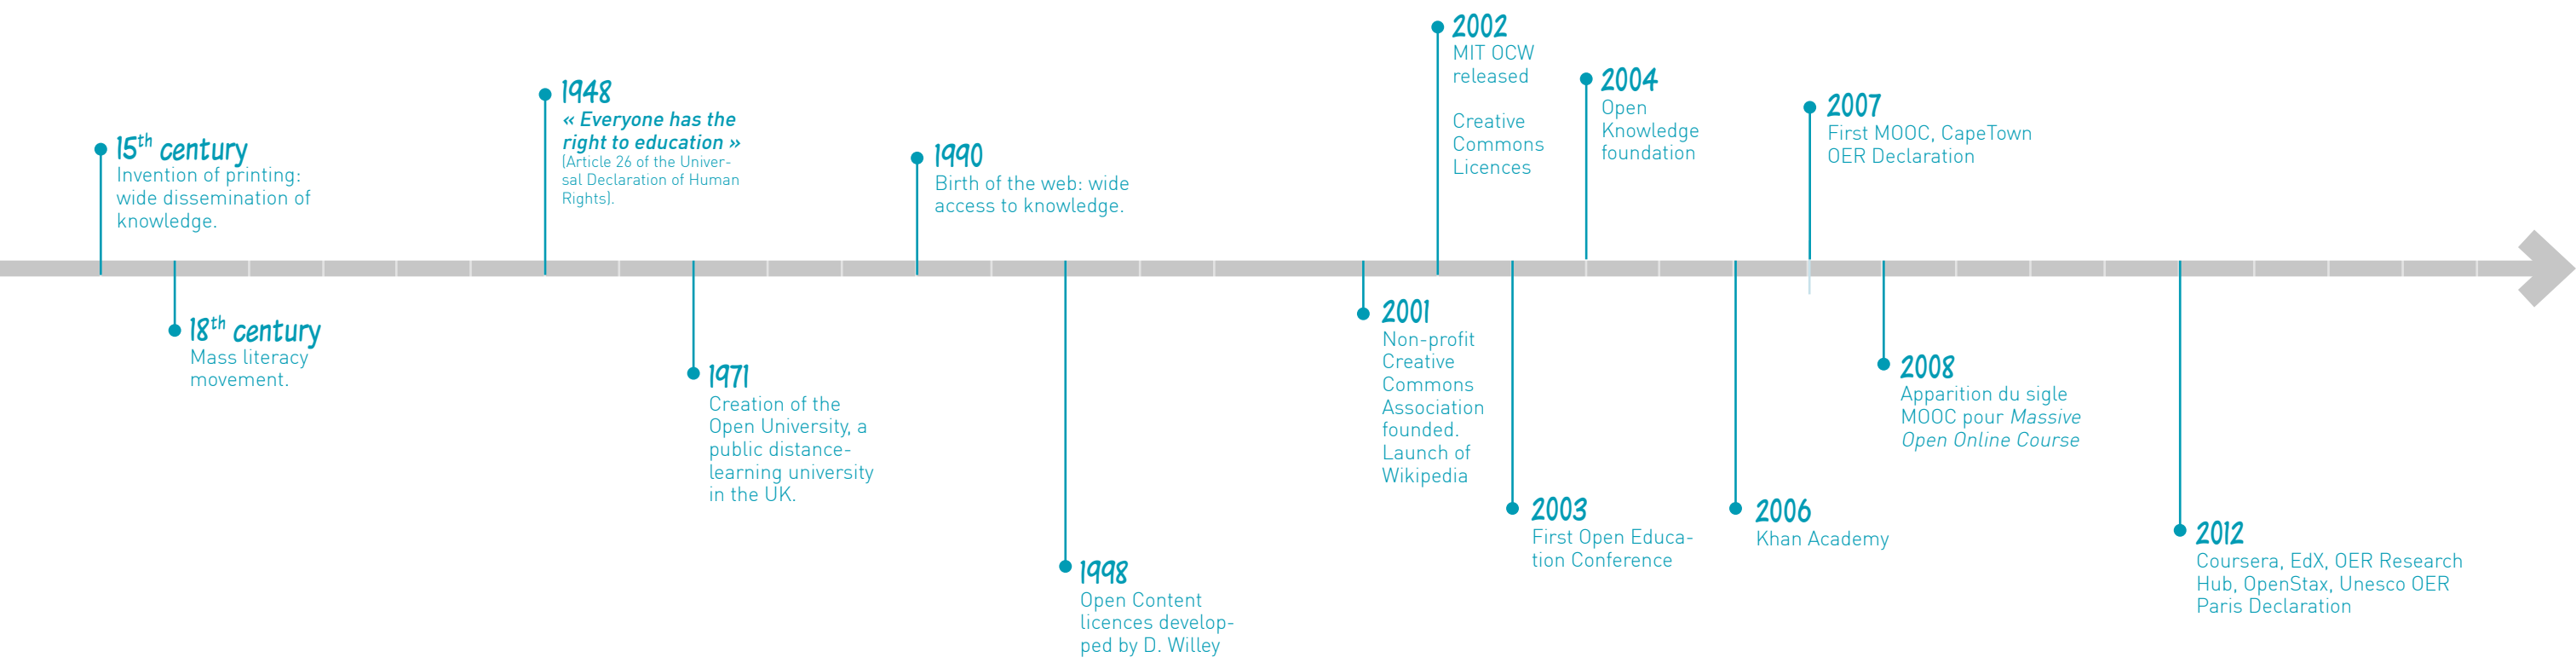 15th century
Invention of printing:
wide dissemination of
knowledge.
18th century
Mass literacy
movement.
1948
« Everyone has the
right to education »
(Article 26 of the Univer-
sal Declaration of Human
Rights).
1971
Creation of the
Open University, a
public distance-
learning university
in the UK.
1990
Birth of the web: wide
access to knowledge.
1998
Open Content
licences develop-
ped by D. Willey
2001
Non-profit
Creative
Commons
Association
founded.
Launch of
Wikipedia
2002
MIT OCW
released
Creative
Commons
Licences
2003
First Open Educa-
tion Conference
2004
Open
Knowledge
foundation
2006
Khan Academy
2007
First MOOC, CapeTown
OER Declaration
2008
Apparition du sigle
MOOC pour Massive
Open Online Course
2012
Coursera, EdX, OER Research
Hub, OpenStax, Unesco OER
Paris Declaration